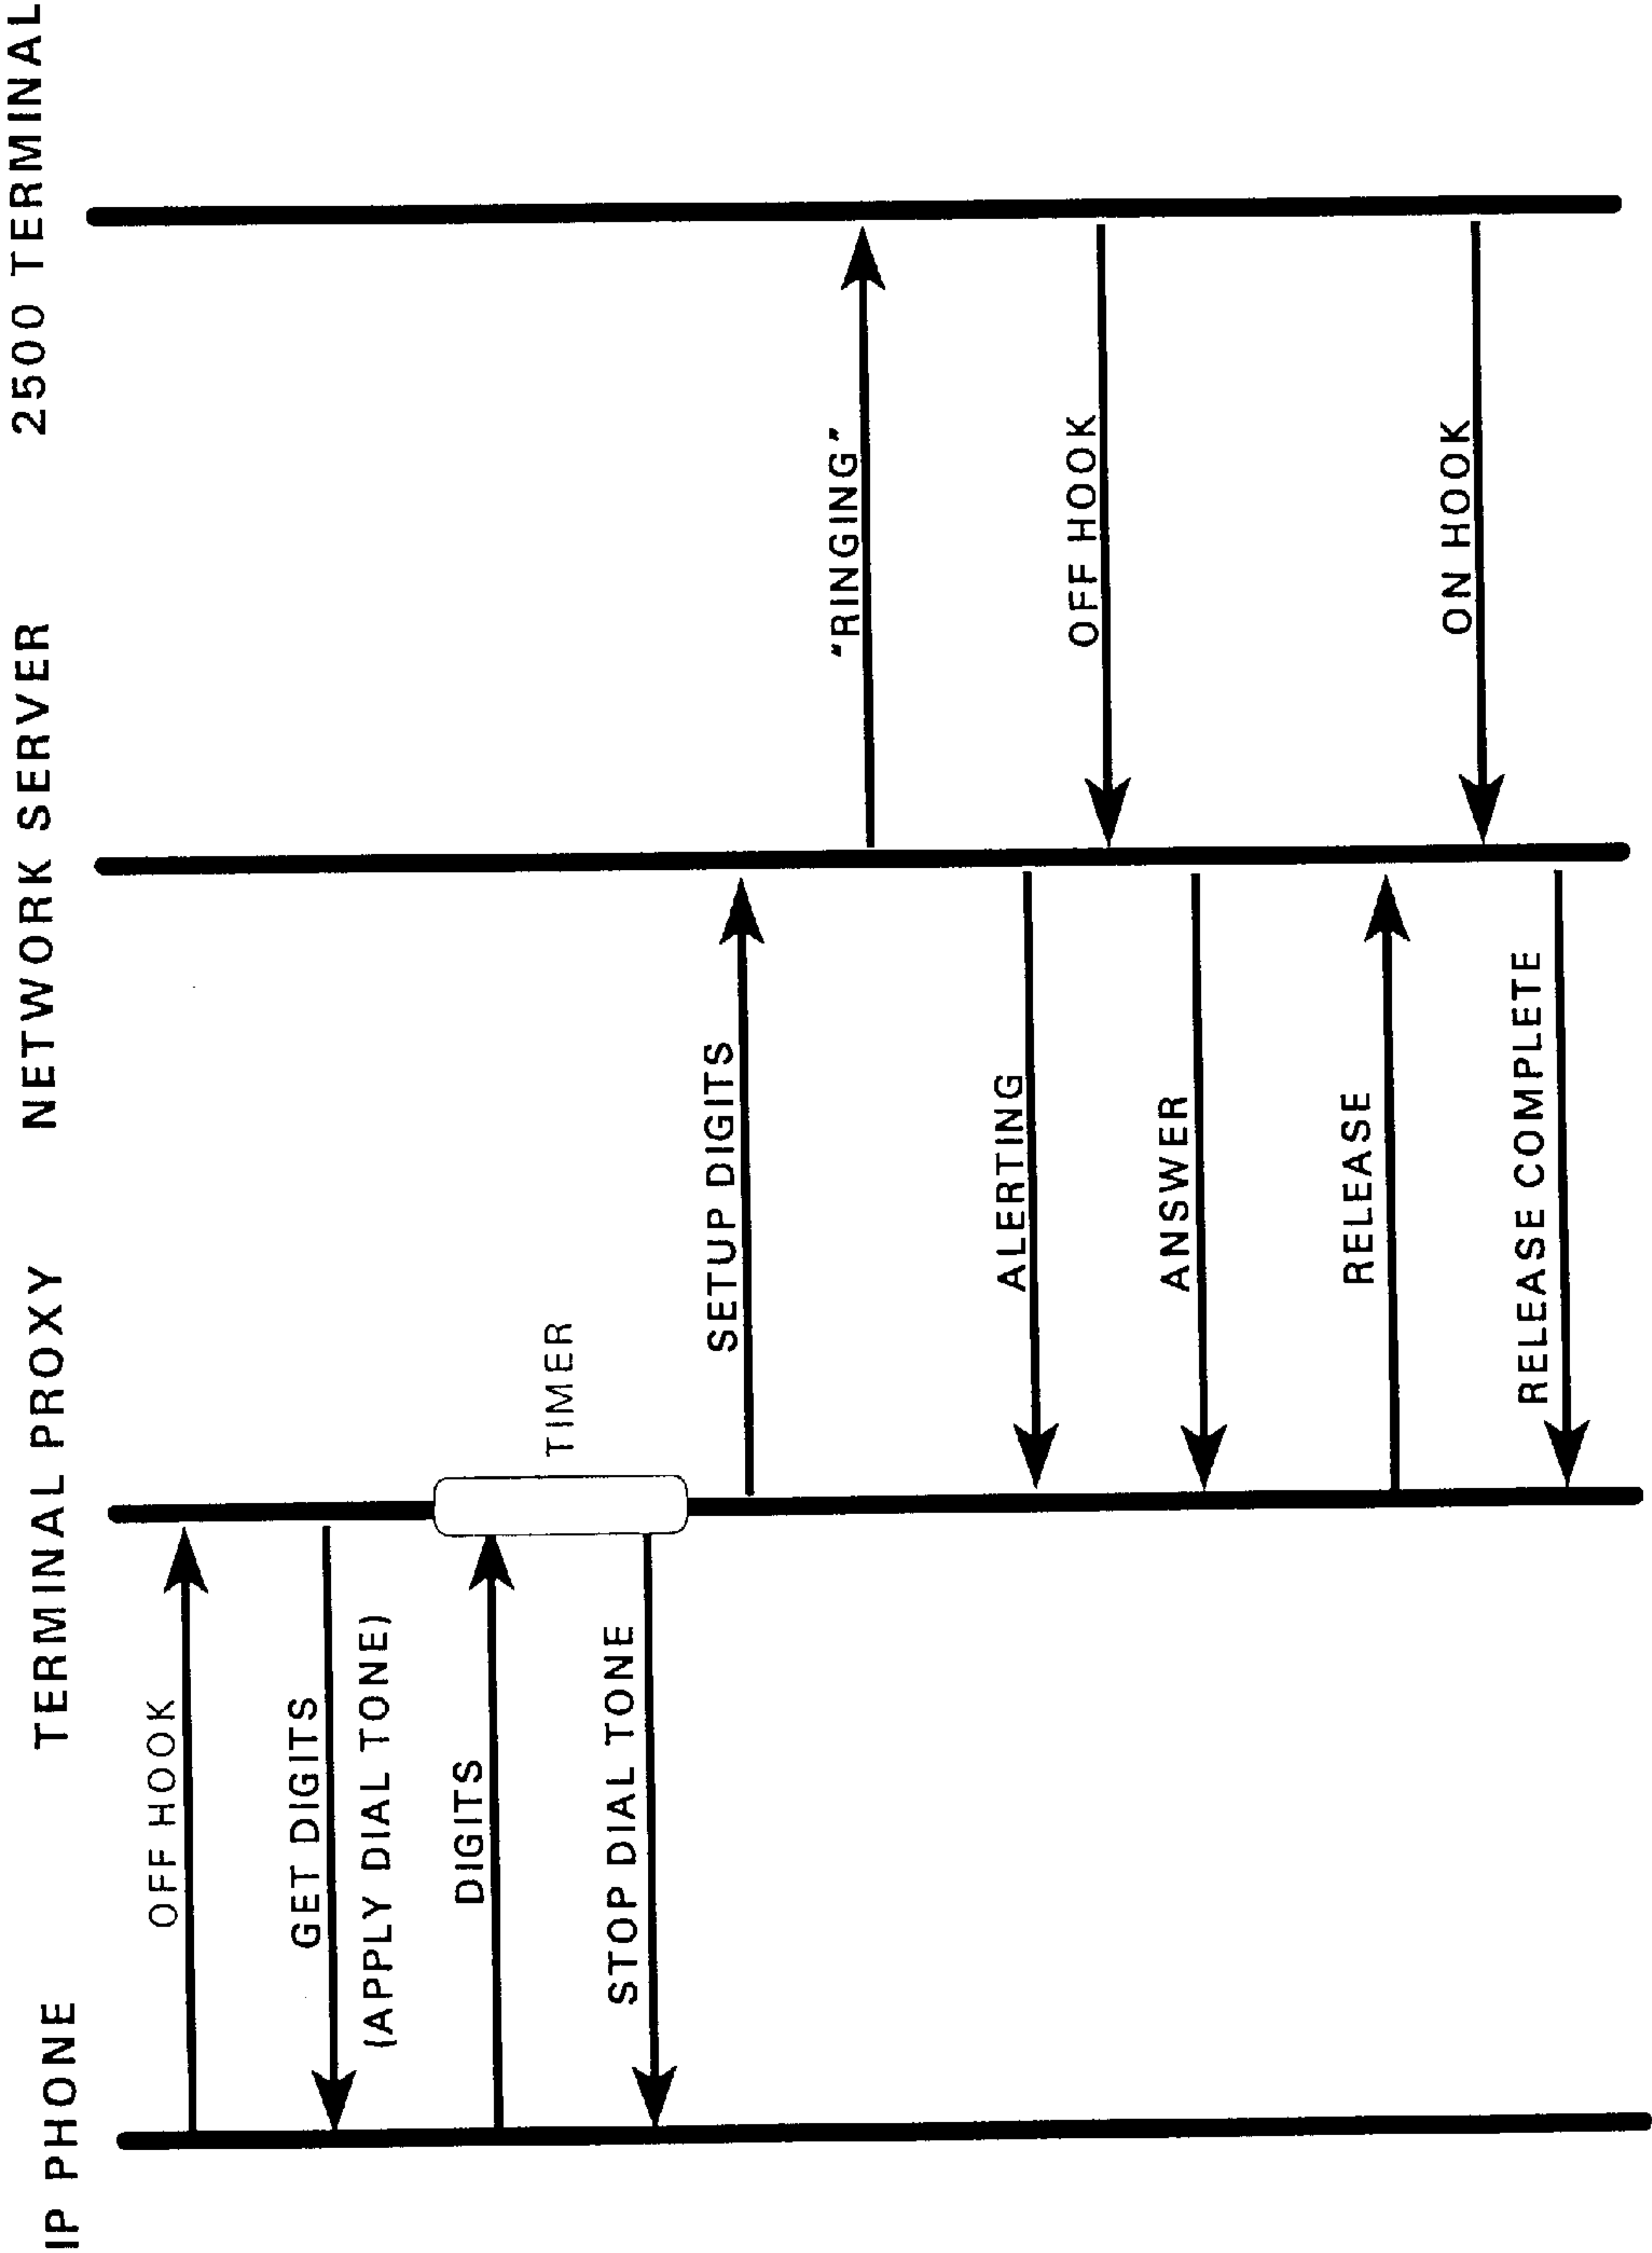 IP PHONE
TERMINAL PROXY
NETWORK SERVER
2500 TERMINAL
OFF HOOK
GET DIGITS
(APPLY DIAL TONE)
DIGITS
TIMER
STOP DIAL TONE
SETUP DIGITS
"RINGING"
ALERTING
OFF HOOK
ANSWER
RELEASE
ON HOOK
RELEASE COMPLETE